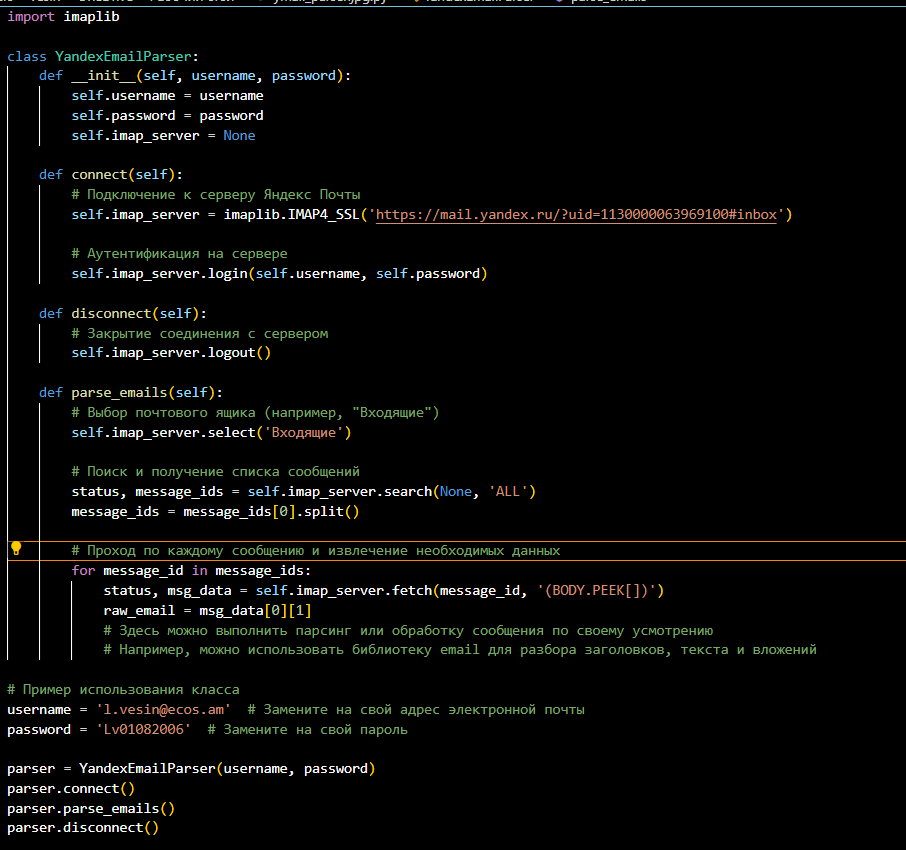 import imaplib
class YandexEmailParser:
def __init__(self, username, password):
self.username = username
self.password = password
self.imap_server = None
def connect(self):
# Подключение к серверу Яндекс Почты
self.imap_server = imaplib.IMAP4_SSL('https://mail.yandex.ru/?uid=1130000063969100#inbox')
# Аутентификация на сервере
self.imap_server.login(self.username, self.password)
def disconnect(self):
# Закрытие соединения с сервером
self.imap_server.logout()
def parse_emails(self):
# Выбор почтового ящика (например, "Входящие")
self.imap_server.select('Входящие')
# Поиск и получение списка сообщений
status, message_ids = self.imap_server.search(None, 'ALL')
message_ids = message_ids[0].split()
# Проход по каждому сообщению и извлечение необходимых данных
for message_id in message_ids:
status, msg_data = self.imap_server.fetch(message_id, '(BODY.PEEK[])')
raw_email = msg_data[0][1]
# Здесь можно выполнить парсинг или обработку сообщения по своему усмотрению
# Например, можно использовать библиотеку email для разбора заголовков, текста и вложений
# Пример использования класса
username = 'l.vesin@ecos.am' # Замените на свой адрес электронной почты
password = 'Lv01082006' # Замените на свой пароль
parser = YandexEmailParser(username, password)
parser.connect()
parser.parse_emails()
parser.disconnect()